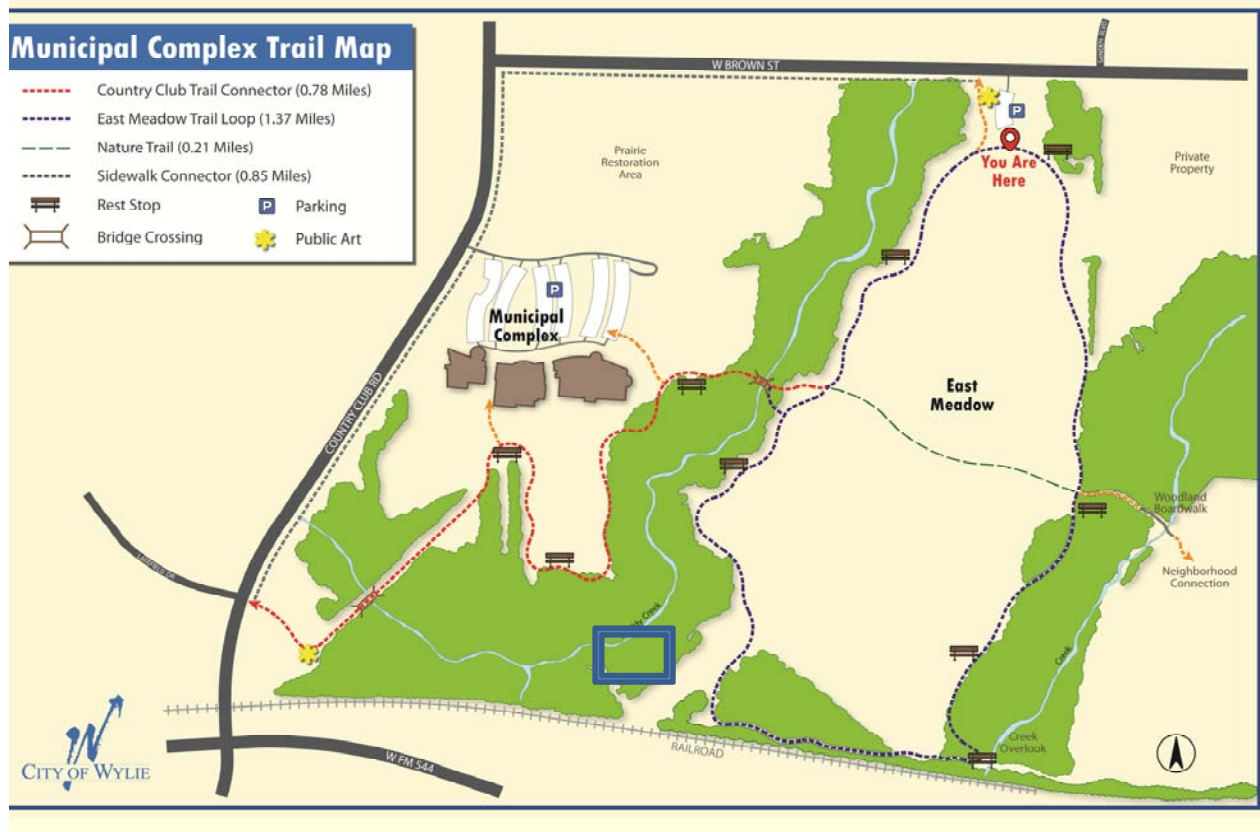 Municipal Complex Trail Map
Country Club Trail Connector (0.78 Miles)
East Meadow Trail Loop (1.37 Miles)
Nature Trail (0.21 Miles)
Sidewalk Connector (0.85 Miles)
Rest Stop
P Parking
Bridge Crossing
Public Art
W BROWN ST
P
You Are
Here
Prairie
Restoration
Area
Private
Property
P
Municipal
Complex
COUNTRY CLUB RD
East
Meadow
Woodland
Boardwalk
Neighborhood
Connection
Creek
Creek
Creek
Overlook
RAILROAD
W FM 544
W
CITY OF WYLIE